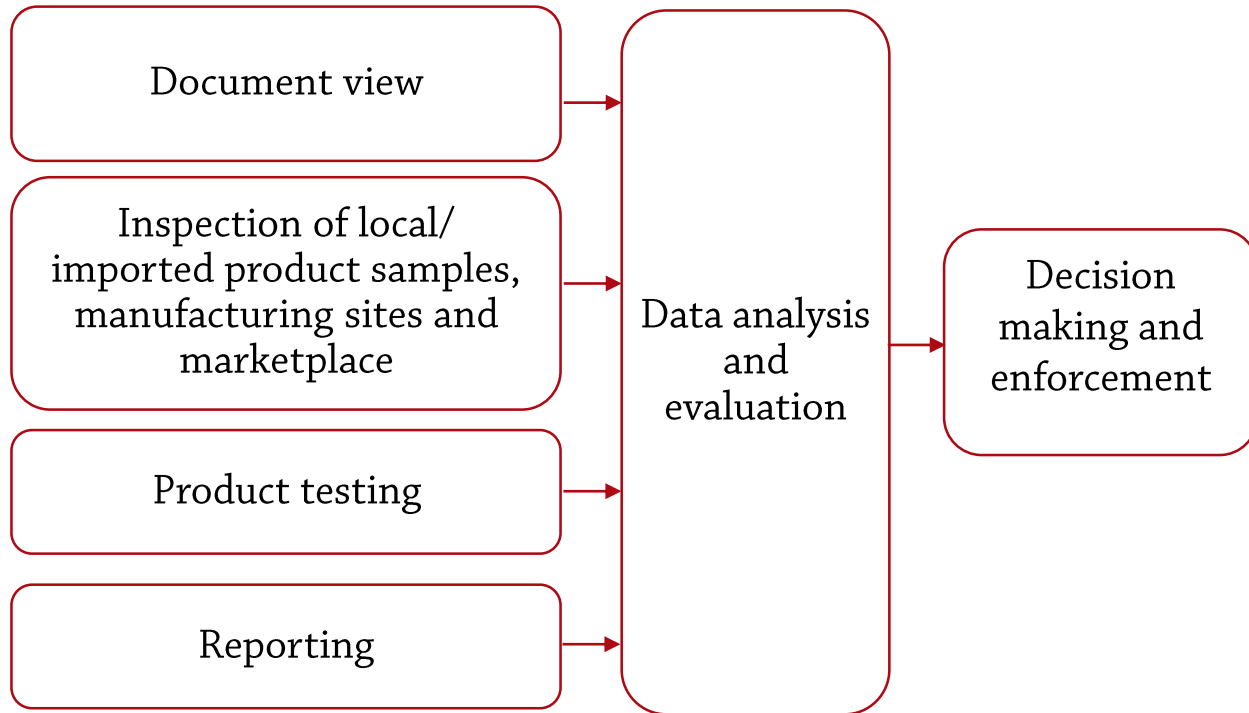 Document view
Inspection of local/
imported product samples,
manufacturing sites and
marketplace
Product testing
Reporting
Data analysis
and
evaluation
Decision
making and
enforcement